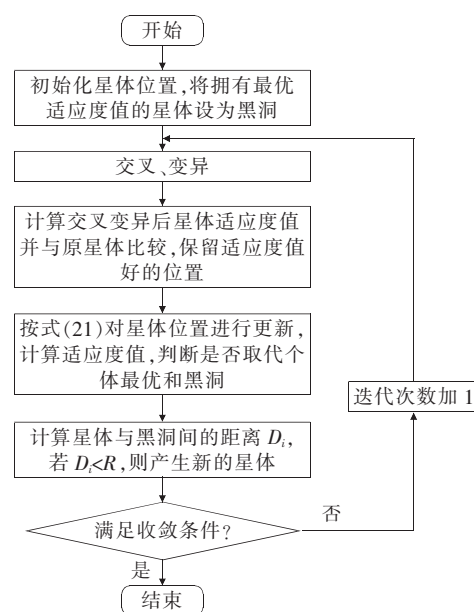 开始
初始化星体位置,将拥有最优
适应度值的星体设为黑洞
交叉、变异
计算交叉变异后星体适应度值
并与原星体比较,保留适应度值
好的位置
按式(21)对星体位置进行更新,
计算适应度值,判断是否取代个
体最优和黑洞
迭代次数加 1
计算星体与黑洞间的距离 Di,
若 Di<R,则产生新的星体
满足收敛条件?
否
是
结束